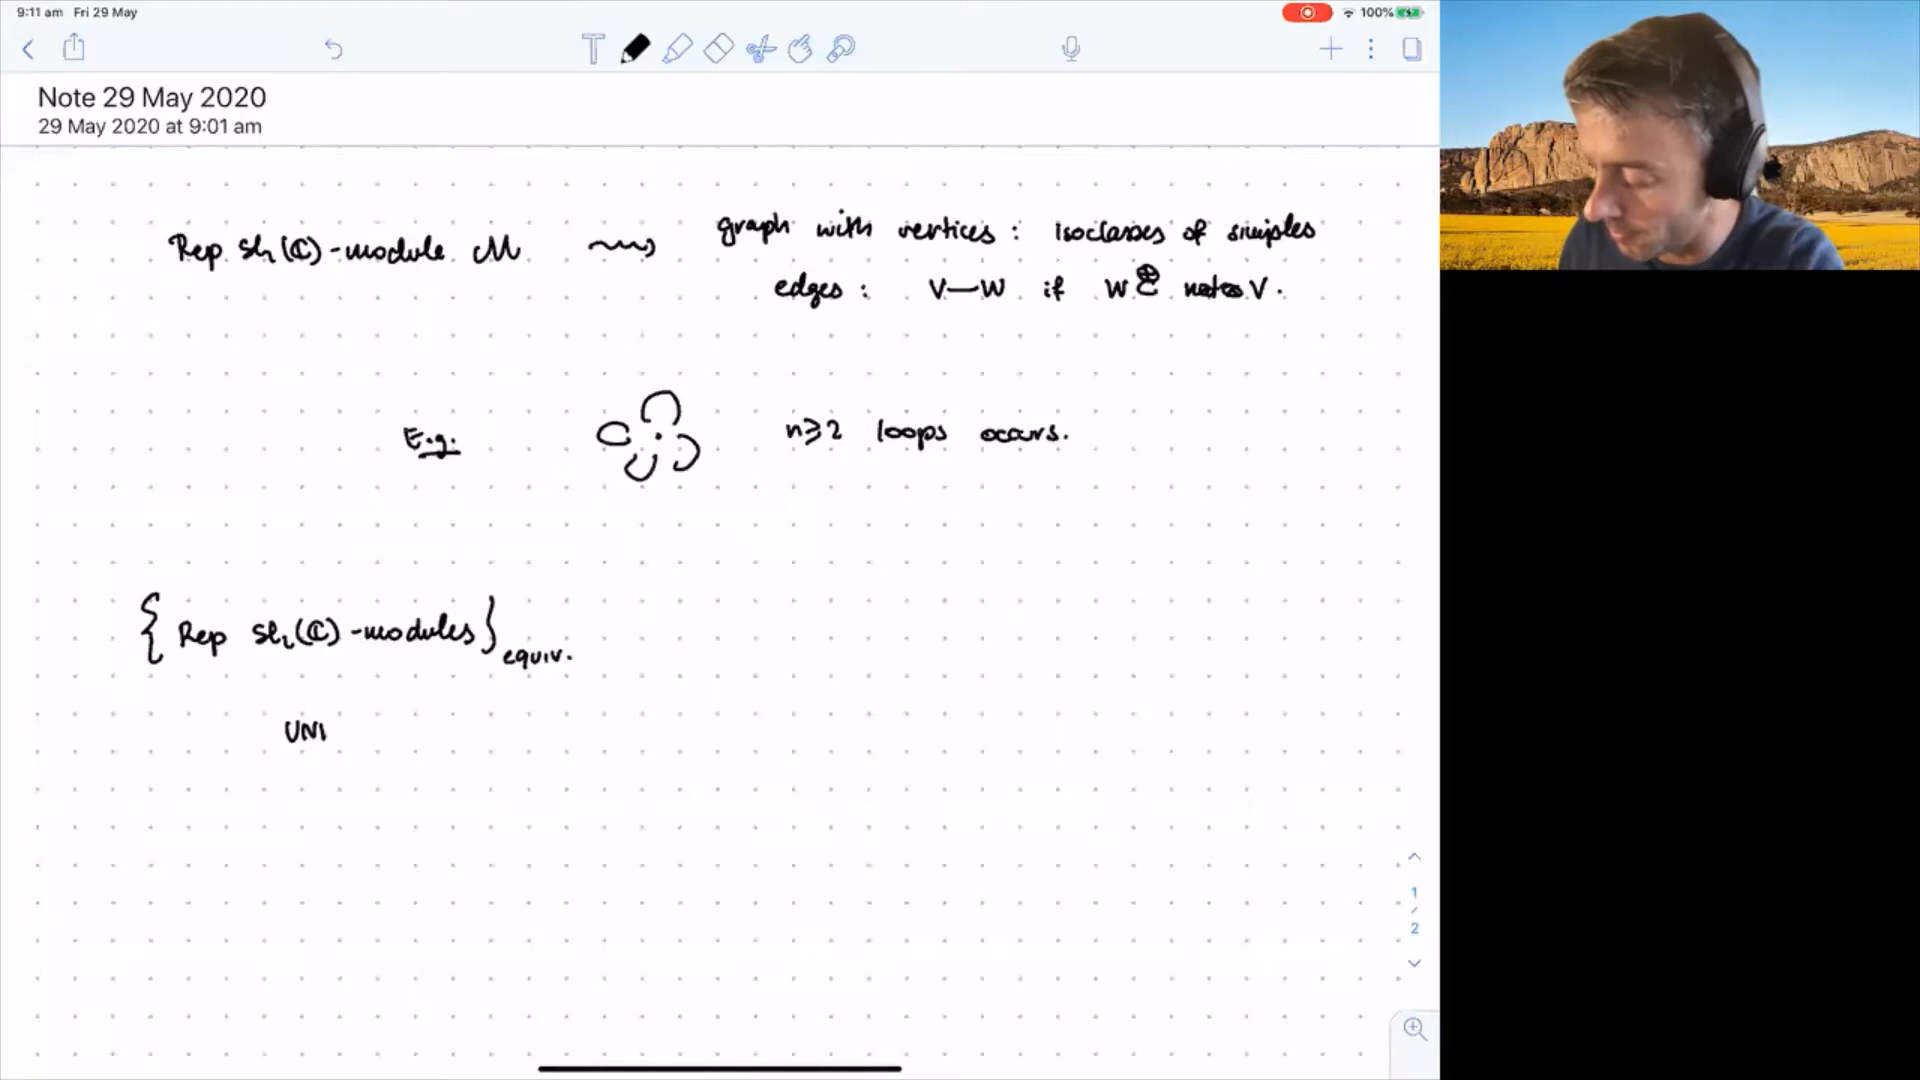 9:11 am Fri 29 May
100%
Note 29 May 2020
29 May 2020 at 9:01 am
Rep sl₂(ℂ)-module M ⇝ graph with vertices: isoclasses of simples
edges: V—W if W ⊂⊕ V.
E.g. n⩾2 loops occurs.
{Rep sl₂(ℂ)-modules} equiv.
UNI
1
/
2